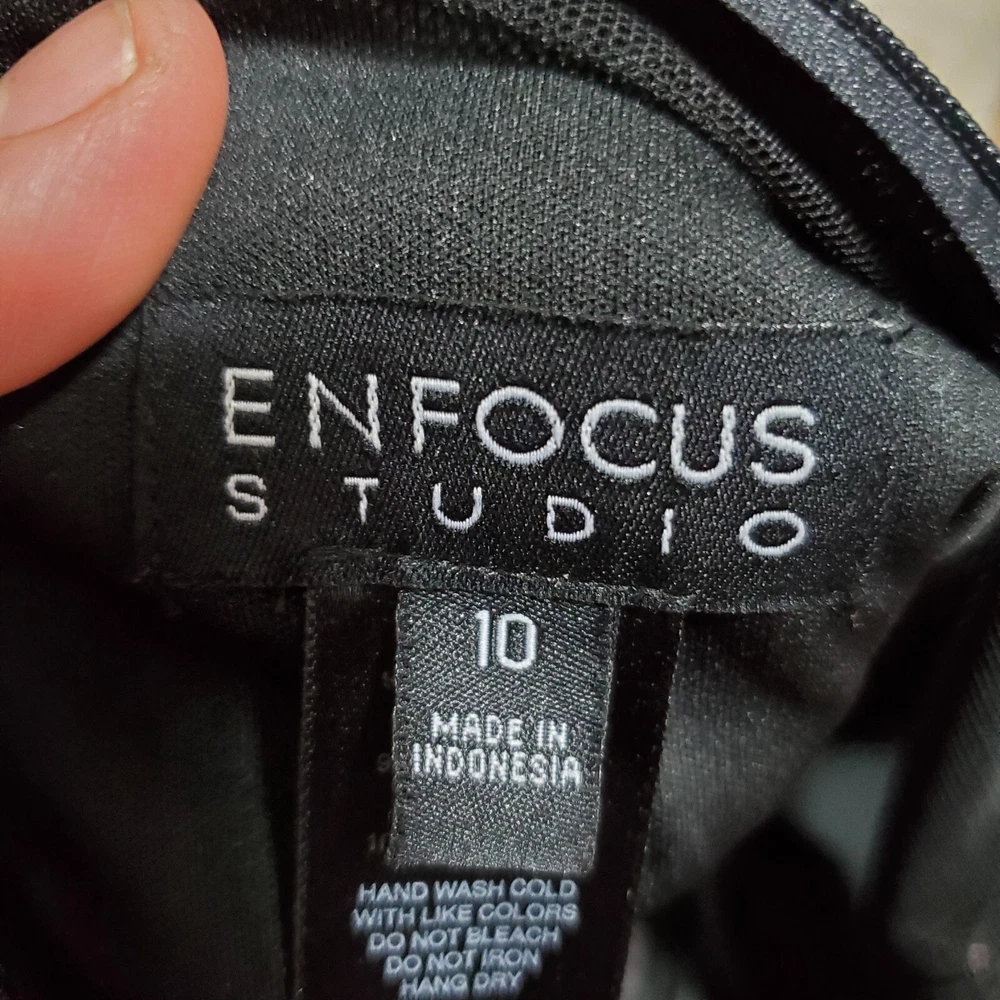 ENFOCUS
STUDIO
10
MADE IN
INDONESIA
HAND WASH COLD
WITH LIKE COLORS
DO NOT BLEACH
DO NOT IRON
HANG DRY